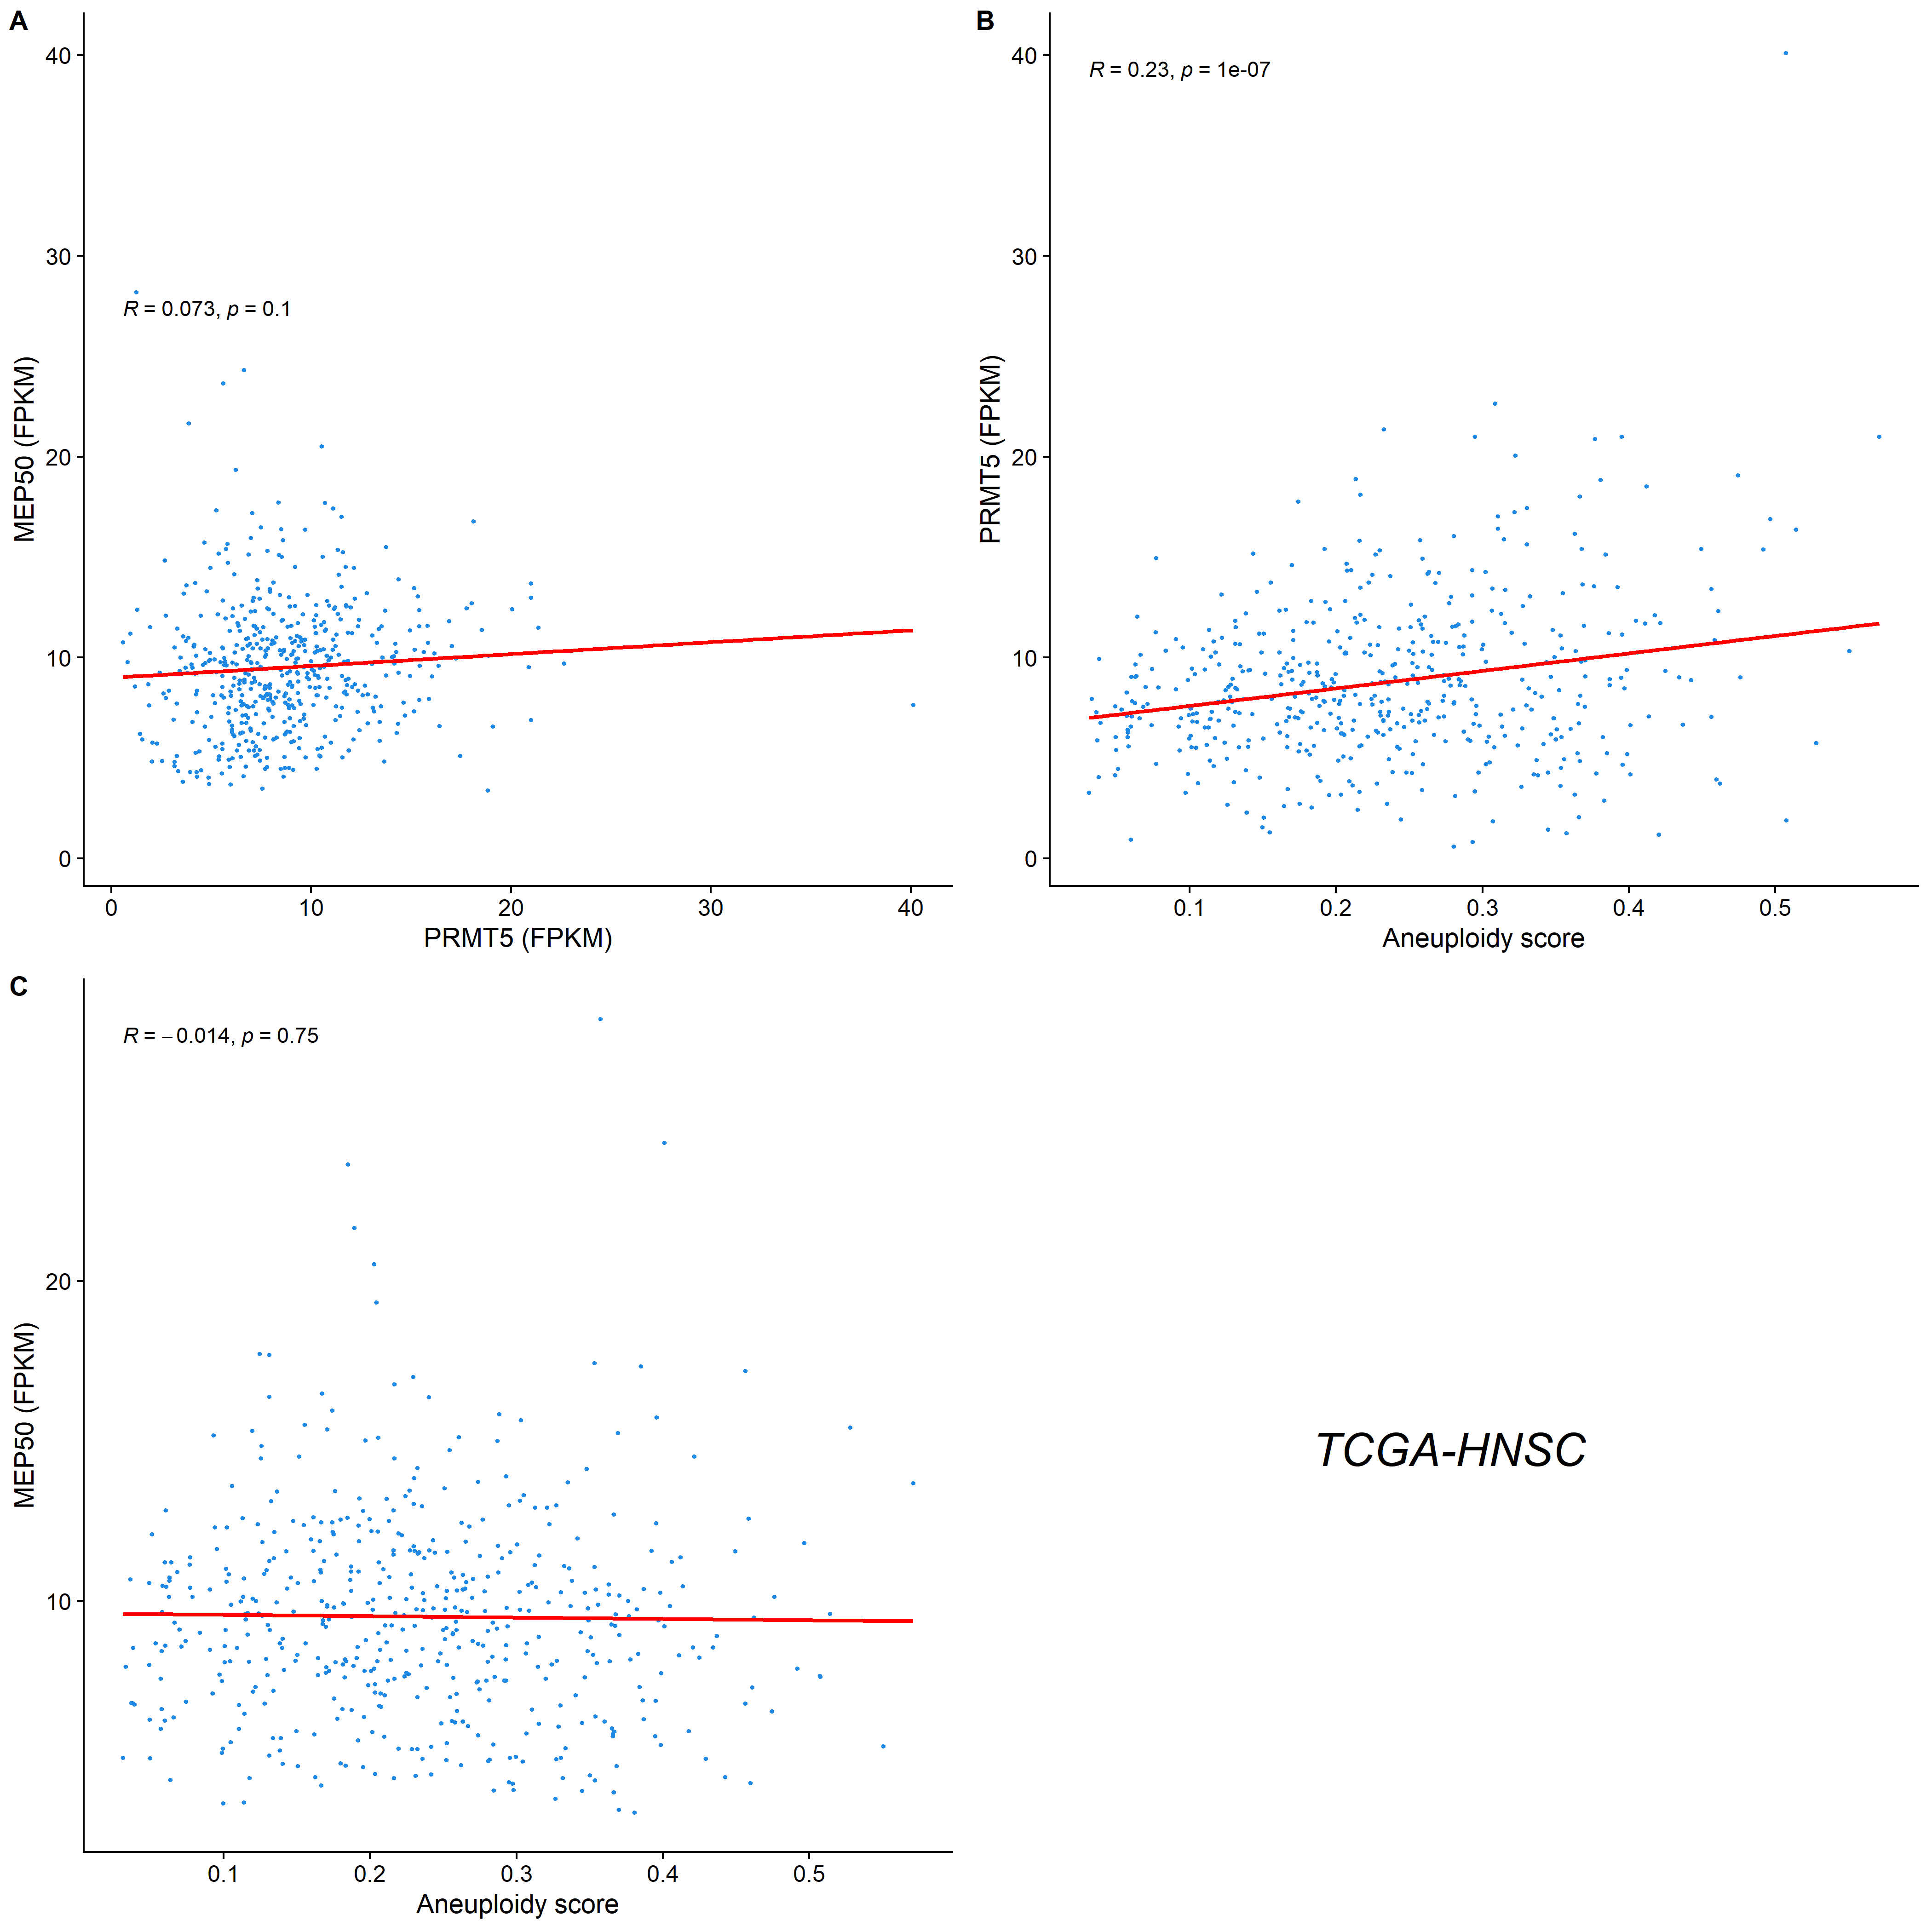 A
40
30
20
10
0
MEP50 (FPKM)
R = 0.073, p = 0.1
0 10 20 30 40
PRMT5 (FPKM)
B
40
30
20
10
0
PRMT5 (FPKM)
R = 0.23, p = 1e-07
0.1 0.2 0.3 0.4 0.5
Aneuploidy score
C
20
10
MEP50 (FPKM)
R = −0.014, p = 0.75
0.1 0.2 0.3 0.4 0.5
Aneuploidy score
TCGA-HNSC